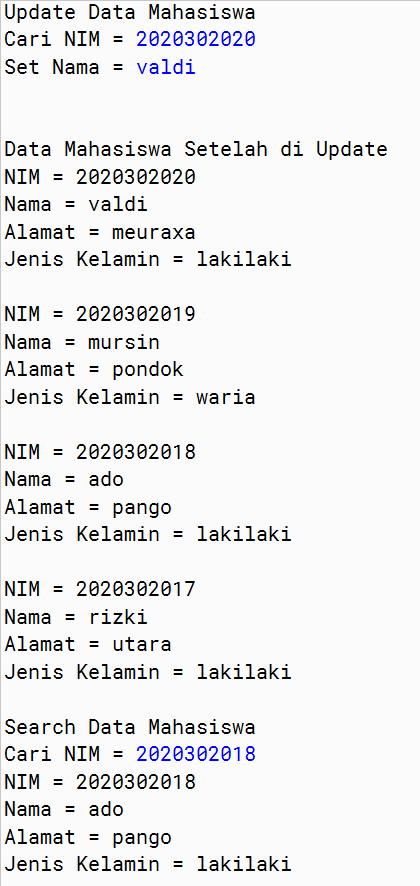 Update Data Mahasiswa
Cari NIM = 2020302020
Set Nama = valdi
Data Mahasiswa Setelah di Update
NIM = 2020302020
Nama = valdi
Alamat = meuraxa
Jenis Kelamin = lakilaki
NIM = 2020302019
Nama = mursin
Alamat = pondok
Jenis Kelamin = waria
NIM = 2020302018
Nama = ado
Alamat = pango
Jenis Kelamin = lakilaki
NIM = 2020302017
Nama = rizki
Alamat = utara
Jenis Kelamin = lakilaki
Search Data Mahasiswa
Cari NIM = 2020302018
NIM = 2020302018
Nama = ado
Alamat = pango
Jenis Kelamin = lakilaki